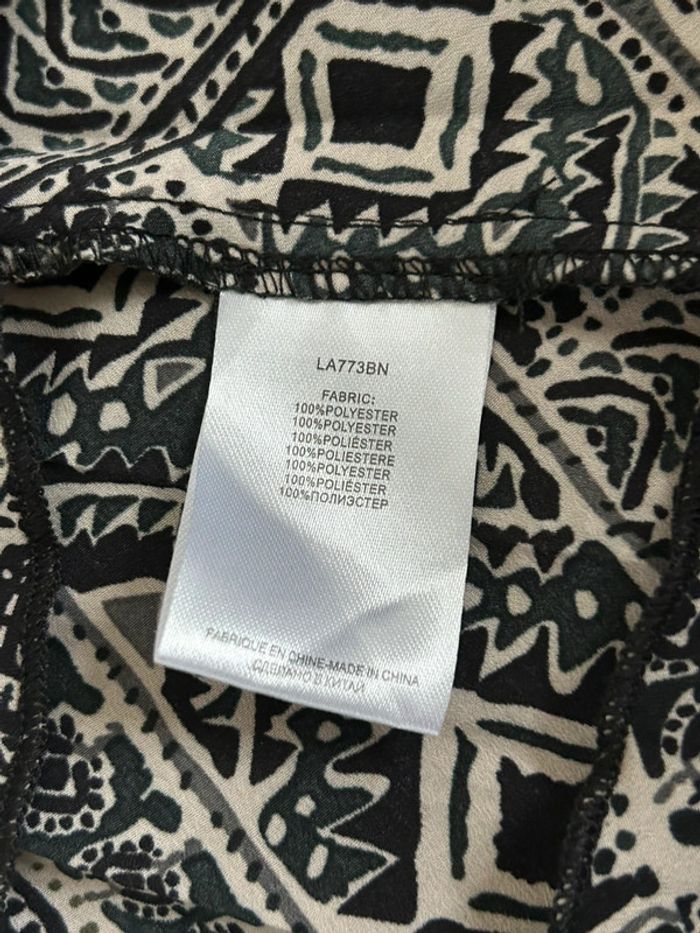 LA773BN
FABRIC:
100%POLYESTER
100%POLYESTER
100%POLIÉSTER
100%POLIESTERE
100%POLYESTER
100%POLIÉSTER
100%ПОЛИЭСТЕР
FABRIQUE EN CHINE-MADE IN CHINA
СДЕЛАНО В КИТАЙ